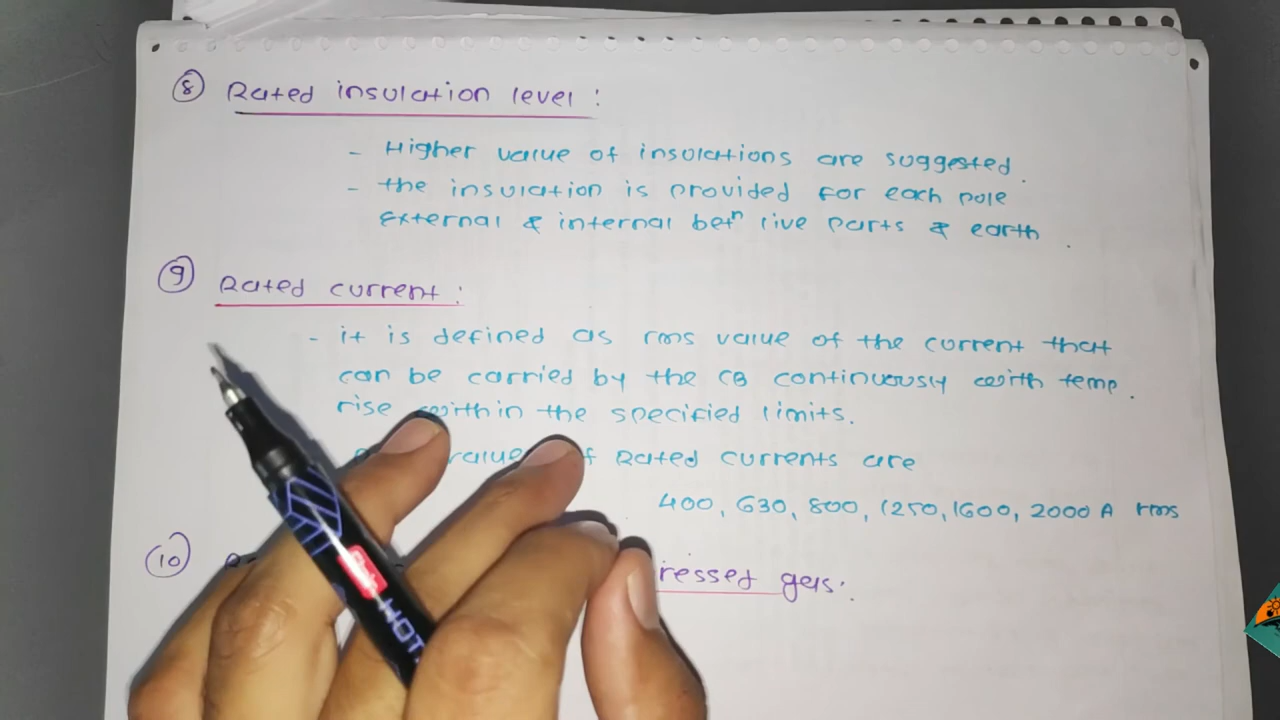 8 Rated insulation level :
- Higher value of insulations are suggested.
- the insulation is provided for each pole
External & internal betn live parts & earth .
9 Rated current :
- it is defined as rms value of the current that
can be carried by the CB continuously with temp.
rise within the specified limits.
value of Rated currents are
400, 630, 800, 1250, 1600, 2000 A rms
10 ressed gas:.
HOT